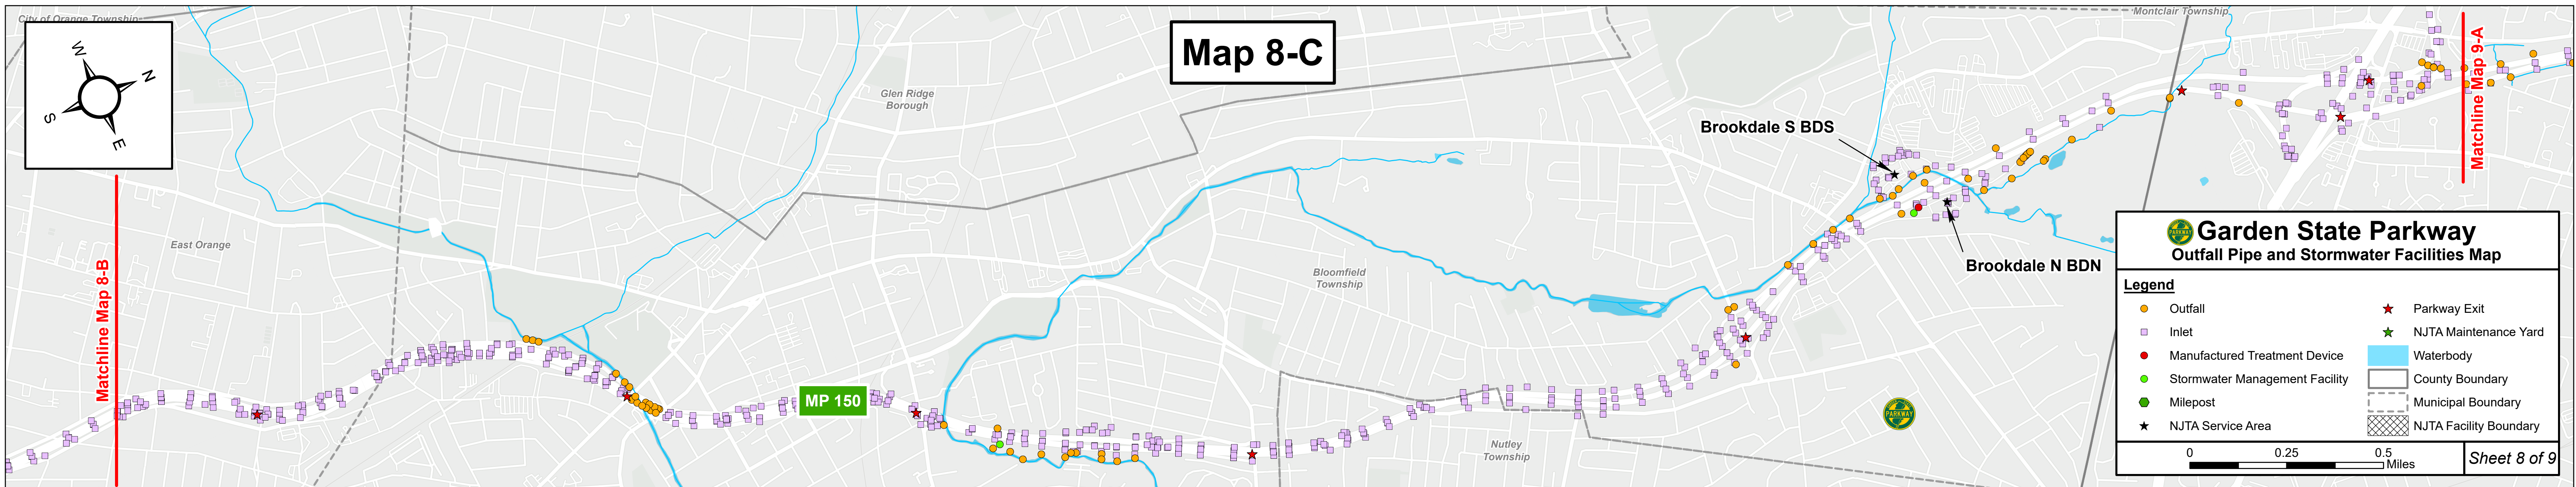 City of Orange Township
Montclair Township
Map 8-C
W
N
S
E
Glen Ridge
Borough
Matchline Map 9-A
Brookdale S BDS
East Orange
Bloomfield
Township
Brookdale N BDN
Matchline Map 8-B
MP 150
Nutley
Township
PARKWAY
PARKWAY
Garden State Parkway
Outfall Pipe and Stormwater Facilities Map
Legend
Outfall
Inlet
Manufactured Treatment Device
Stormwater Management Facility
Milepost
NJTA Service Area
Parkway Exit
NJTA Maintenance Yard
Waterbody
County Boundary
Municipal Boundary
NJTA Facility Boundary
0 0.25 0.5
Miles
Sheet 8 of 9